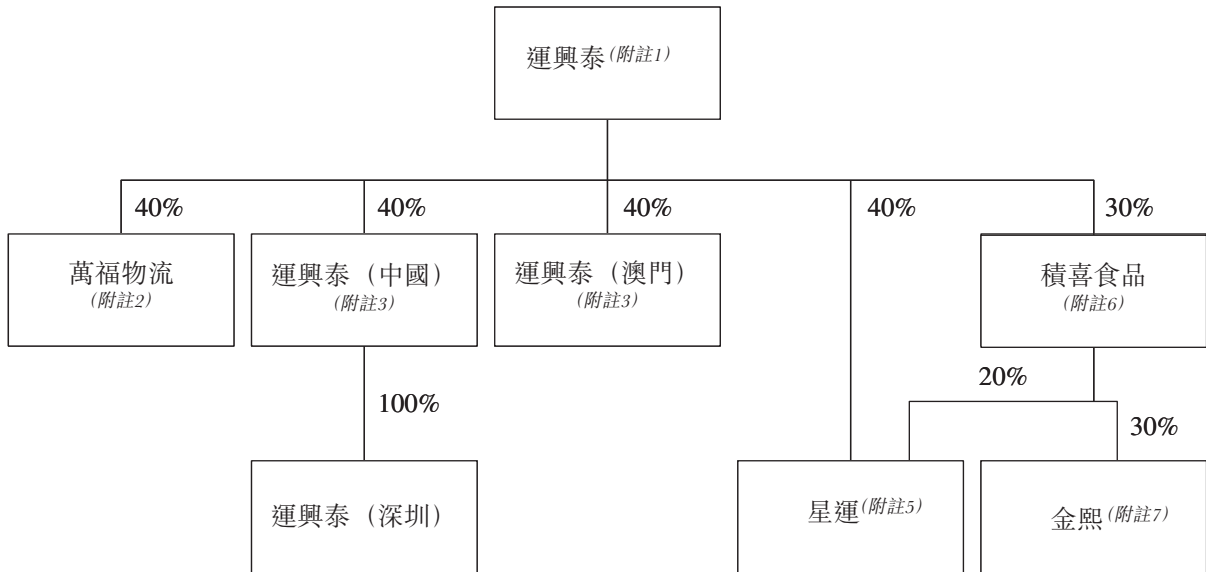 運興泰(附註1)
40%
40%
40%
40%
30%
萬福物流
(附註2)
運興泰（中國）
(附註3)
運興泰（澳門）
(附註3)
積喜食品
(附註6)
100%
20%
30%
運興泰（深圳）
星運(附註5)
金熙(附註7)